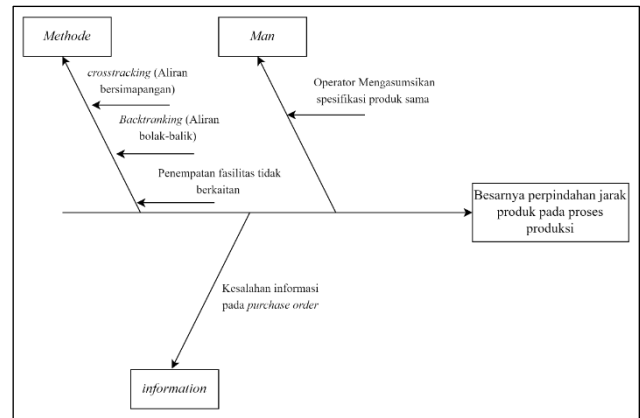 Methode
Man
crosstracking (Aliran
bersimapangan)
Backtranking (Aliran
bolak-balik)
Penempatan fasilitas tidak
berkaitan
Operator Mengasumsikan
spesifikasi produk sama
Besarnya perpindahan jarak
produk pada proses
produksi
Kesalahan informasi
pada purchase order
information